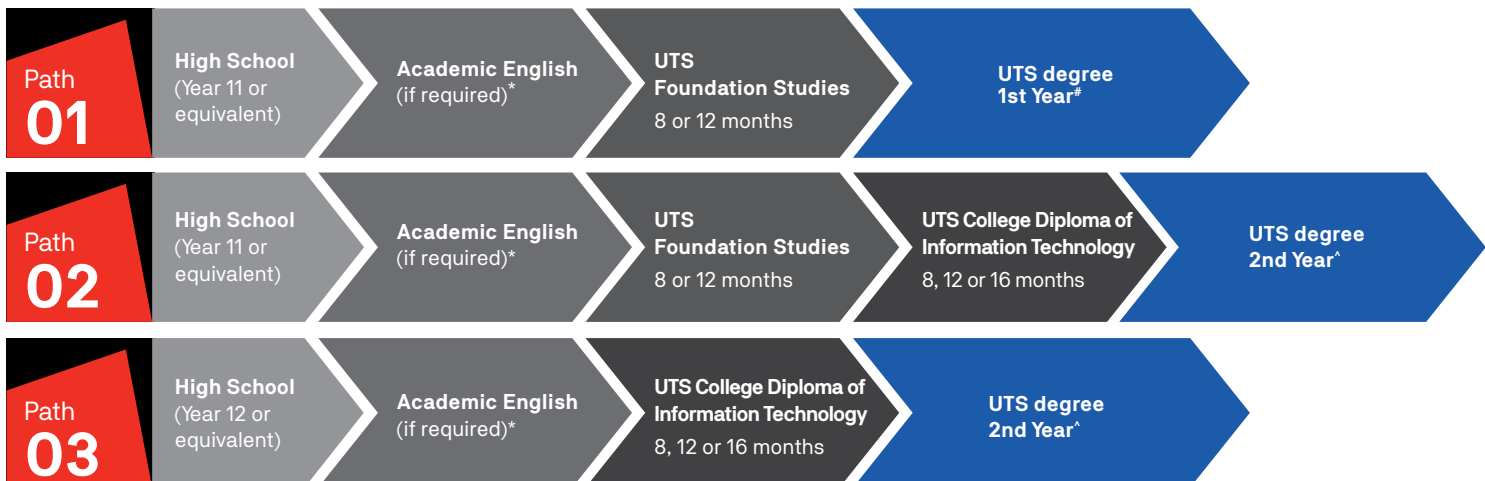 Path
01
High School
(Year 11 or
equivalent)
Academic English
(if required)*
UTS
Foundation Studies
8 or 12 months
UTS degree
1st Year#
Path
02
High School
(Year 11 or
equivalent)
Academic English
(if required)*
UTS
Foundation Studies
8 or 12 months
UTS College Diploma of
Information Technology
8, 12 or 16 months
UTS degree
2nd Year^
Path
03
High School
(Year 12 or
equivalent)
Academic English
(if required)*
UTS College Diploma of
Information Technology
8, 12 or 16 months
UTS degree
2nd Year^